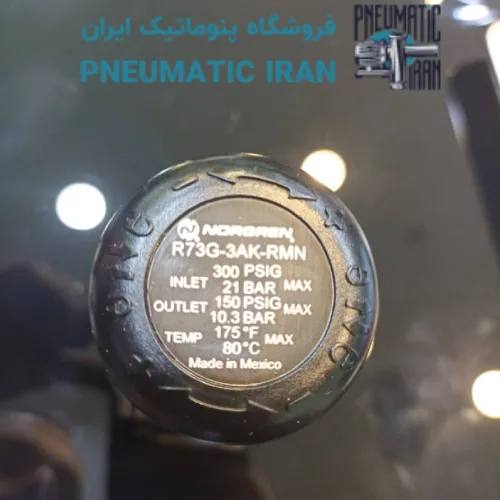 فروشگاه پنوماتیک ایران
PNEUMATIC IRAN
PNEUMATIC
IRAN
NORGREN
R73G-3AK-RMN
INLET 300 PSIG 21 BAR MAX
OUTLET 150 PSIG 10.3 BAR MAX
TEMP 175°F 80°C MAX
Made in Mexico